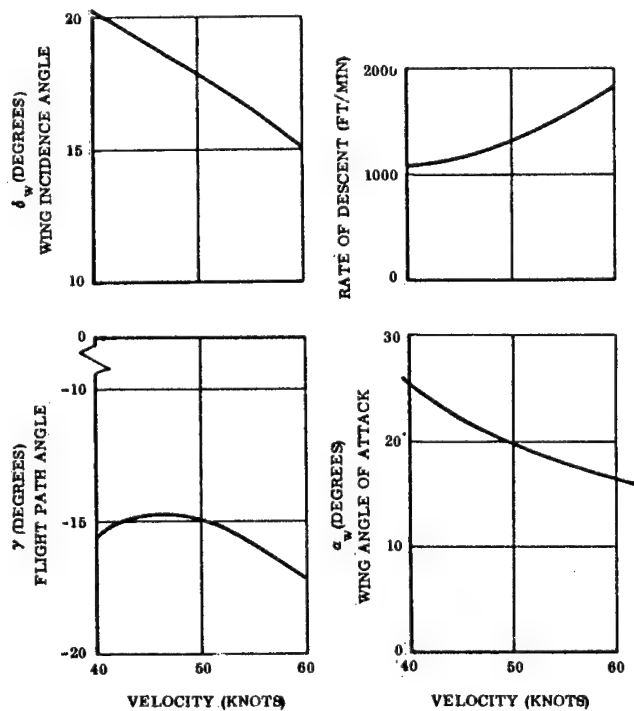 20
15
10
δw (DEGREES)
WING INCIDENCE ANGLE
2000
1000
0
RATE OF DESCENT (FT/MIN)
0
-10
-15
-20
γ (DEGREES)
FLIGHT PATH ANGLE
40 50 60
VELOCITY (KNOTS)
30
20
10
0
αw (DEGREES)
WING ANGLE OF ATTACK
40 50 60
VELOCITY (KNOTS)